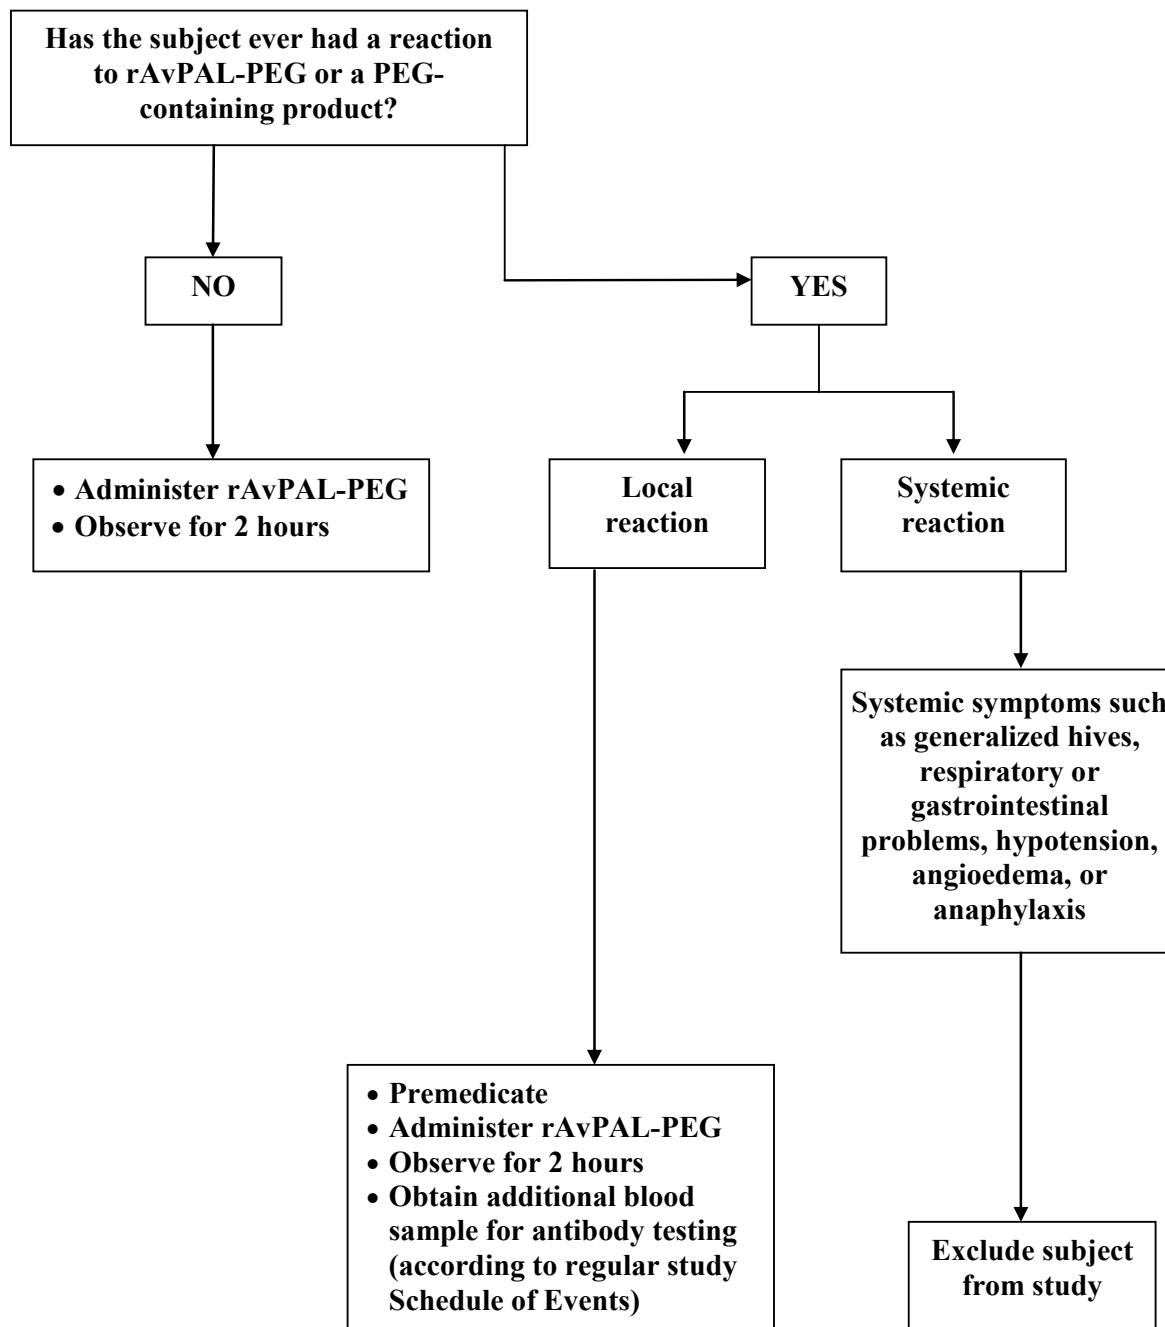 Has the subject ever had a reaction
to rAvPAL-PEG or a PEG-
containing product?
NO
YES
• Administer rAvPAL-PEG
• Observe for 2 hours
Local
reaction
Systemic
reaction
Systemic symptoms such
as generalized hives,
respiratory or
gastrointestinal
problems, hypotension,
angioedema, or
anaphylaxis
• Premedicate
• Administer rAvPAL-PEG
• Observe for 2 hours
• Obtain additional blood
sample for antibody testing
(according to regular study
Schedule of Events)
Exclude subject
from study